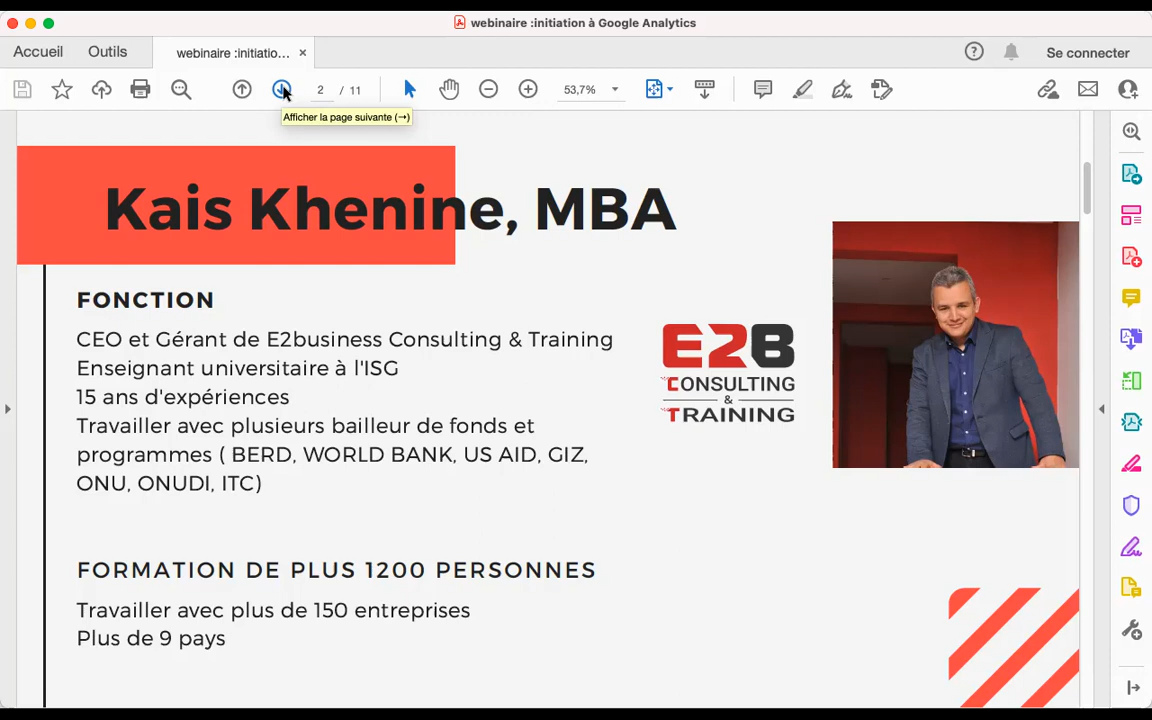 webinaire :initiation à Google Analytics
Accueil
Outils
webinaire :initiatio...
Se connecter
2 / 11
53,7%
Afficher la page suivante (→)
Kais Khenine, MBA
FONCTION
CEO et Gérant de E2business Consulting & Training
Enseignant universitaire à l'ISG
15 ans d'expériences
Travailler avec plusieurs bailleur de fonds et
programmes ( BERD, WORLD BANK, US AID, GIZ,
ONU, ONUDI, ITC)
E2B
CONSULTING
&
TRAINING
FORMATION DE PLUS 1200 PERSONNES
Travailler avec plus de 150 entreprises
Plus de 9 pays